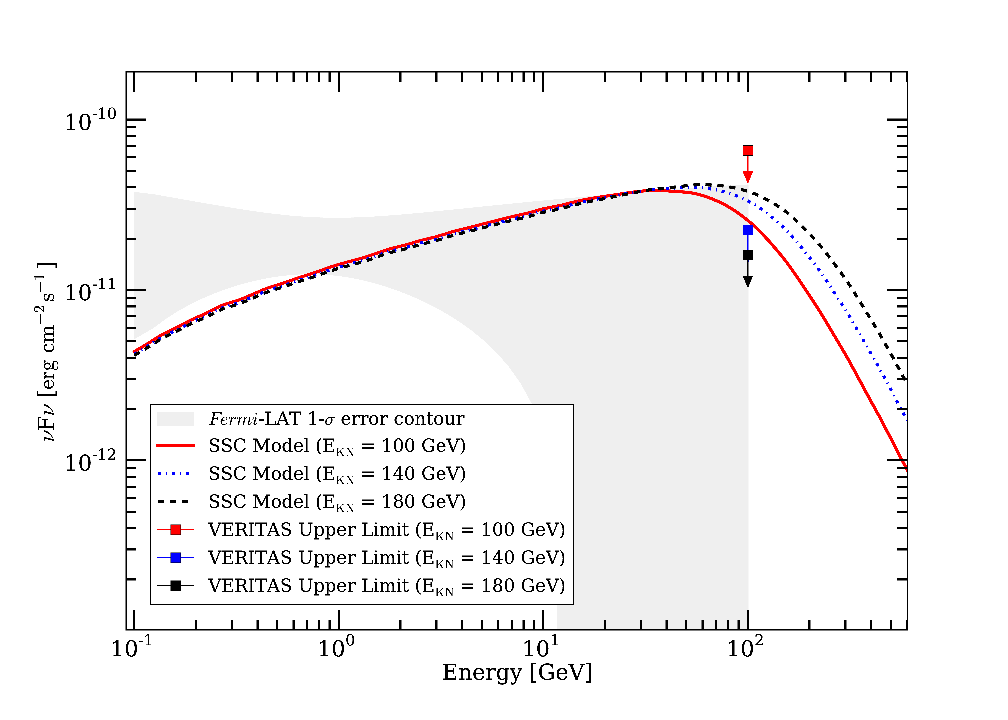 10^-10
10^-11
10^-12
νFν [erg cm^−2 s^−1 ]
Fermi-LAT 1-σ error contour
SSC Model (E_KN = 100 GeV)
SSC Model (E_KN = 140 GeV)
SSC Model (E_KN = 180 GeV)
VERITAS Upper Limit (E_KN = 100 GeV)
VERITAS Upper Limit (E_KN = 140 GeV)
VERITAS Upper Limit (E_KN = 180 GeV)
10^-1 10^0 10^1 10^2
Energy [GeV]